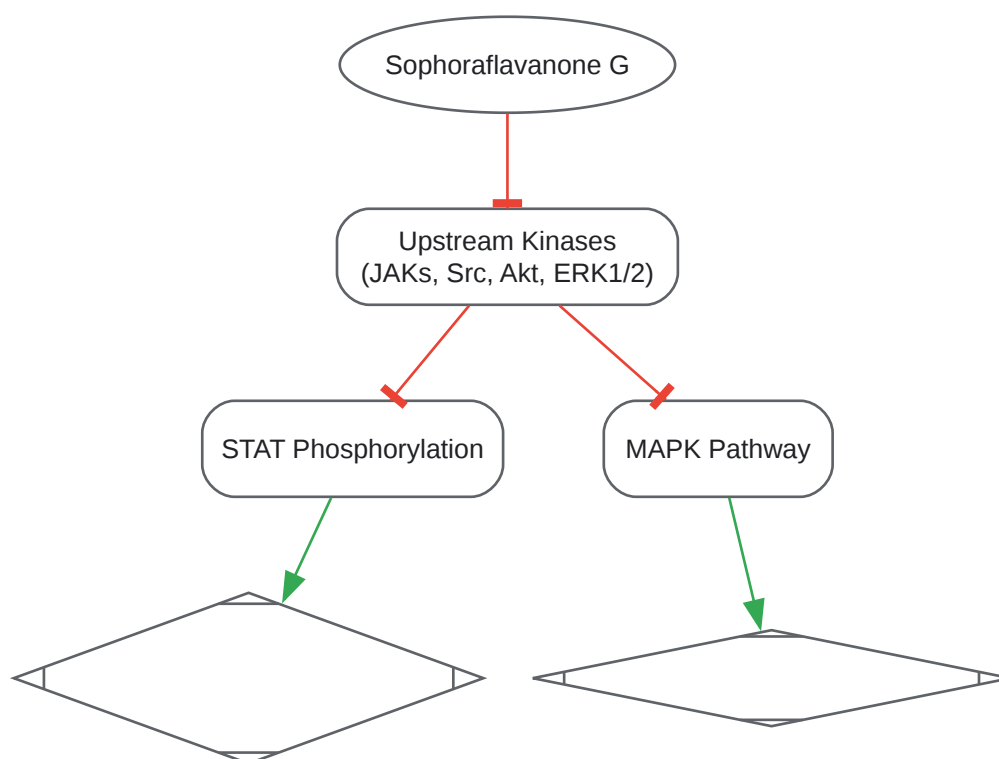 Sophoraflavanone G
Upstream Kinases
(JAKs, Src, Akt, ERK1/2)
STAT Phosphorylation
MAPK Pathway